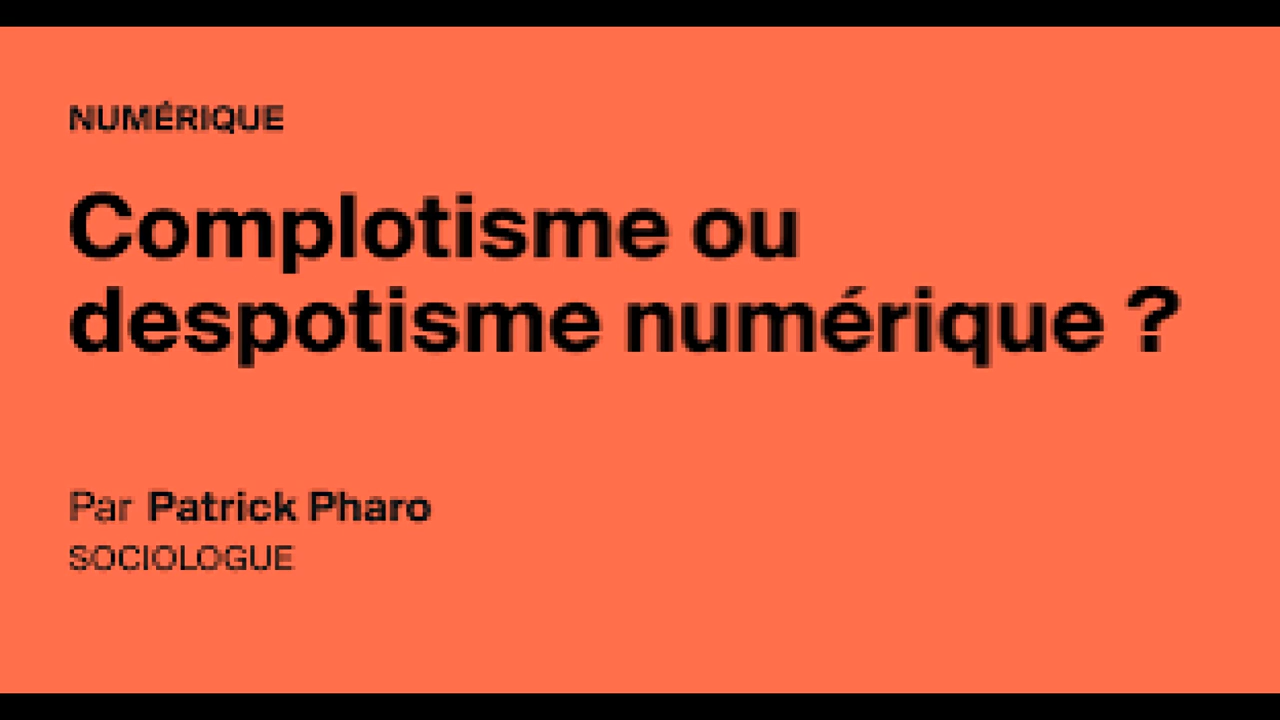 NUMÉRIQUE
Complotisme ou
despotisme numérique ?
Par Patrick Pharo
SOCIOLOGUE